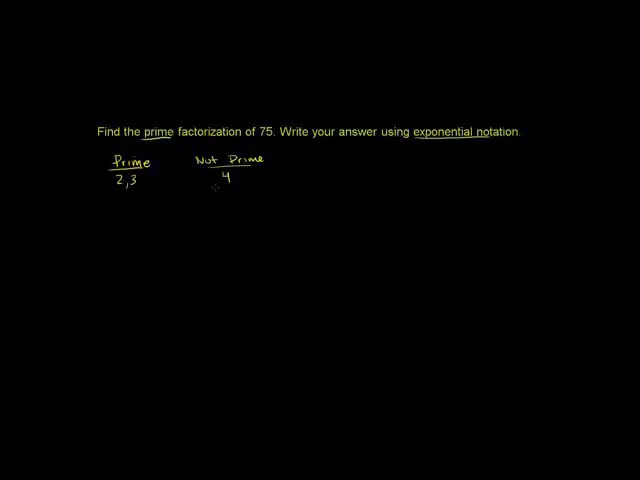 Find the prime factorization of 75. Write your answer using exponential notation.
Prime Not Prime
2,3 4